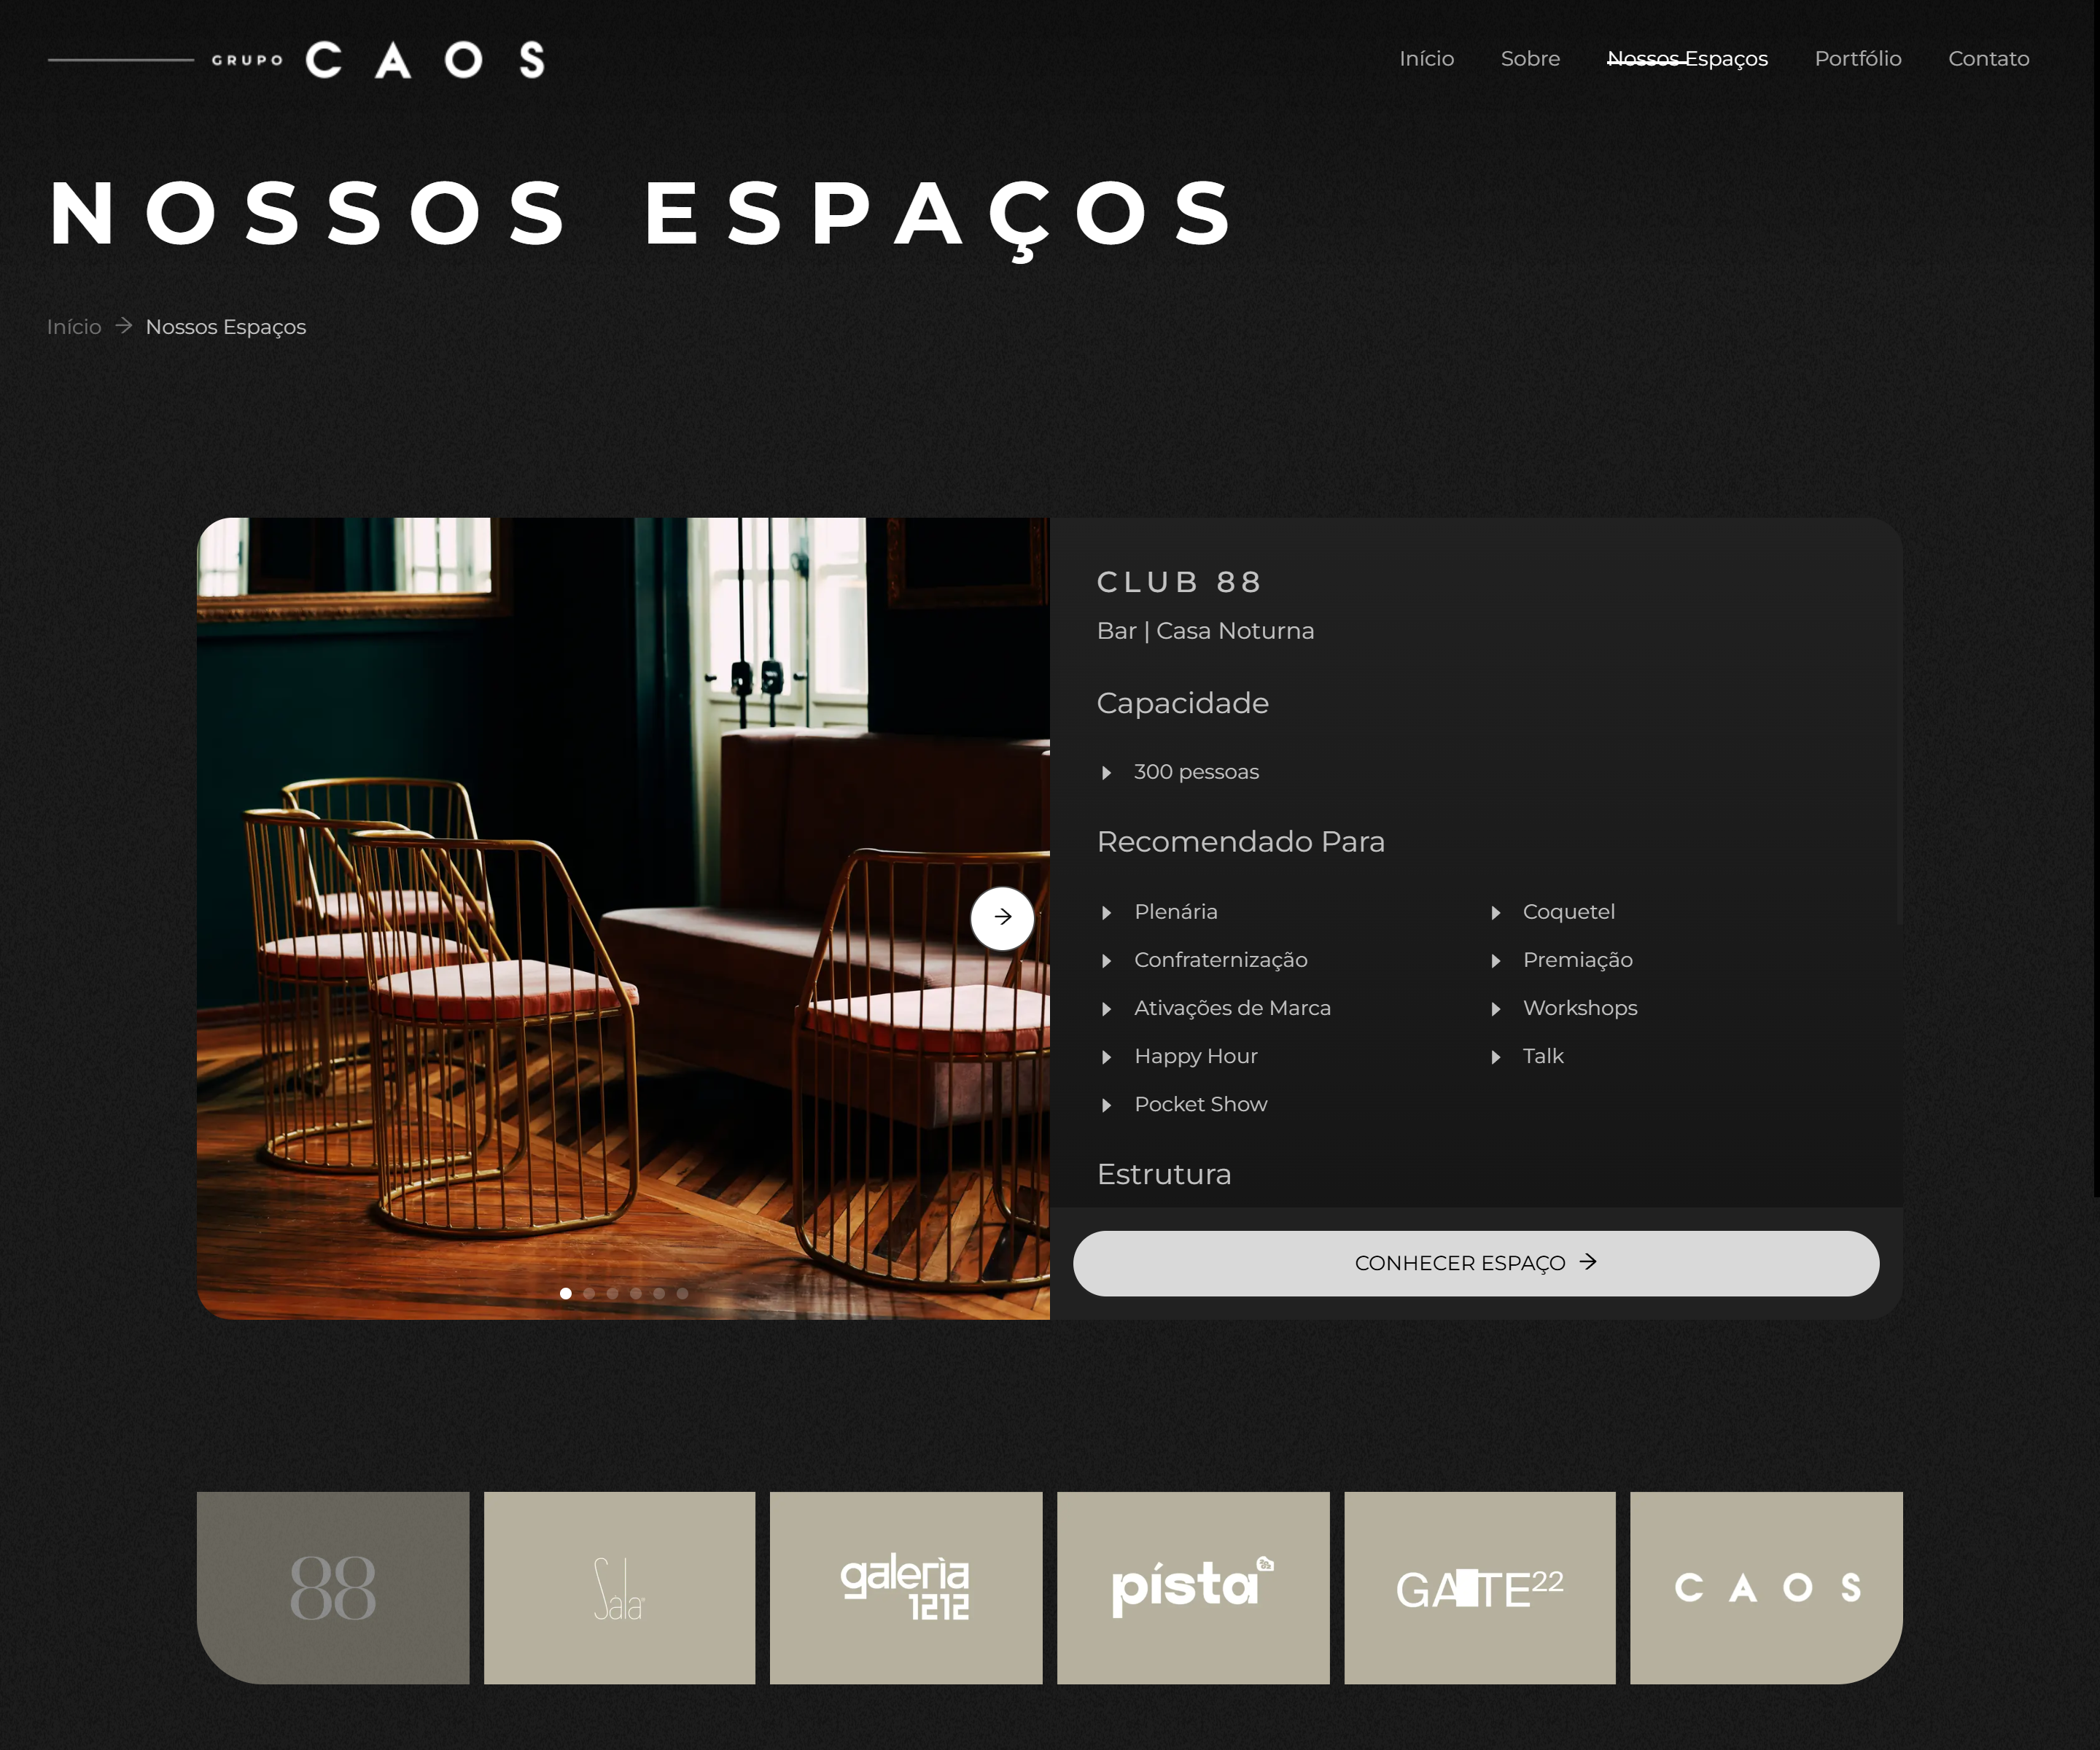 GRUPO CAOS
Início Sobre Nossos Espaços Portfólio Contato
NOSSOS ESPAÇOS
Início → Nossos Espaços
CLUB 88
Bar | Casa Noturna
Capacidade
300 pessoas
Recomendado Para
Plenária
Confraternização
Ativações de Marca
Happy Hour
Pocket Show
Coquetel
Premiação
Workshops
Talk
Estrutura
CONHECER ESPAÇO →
88
Sala
galeria
1212
pista
GATE22
CAOS